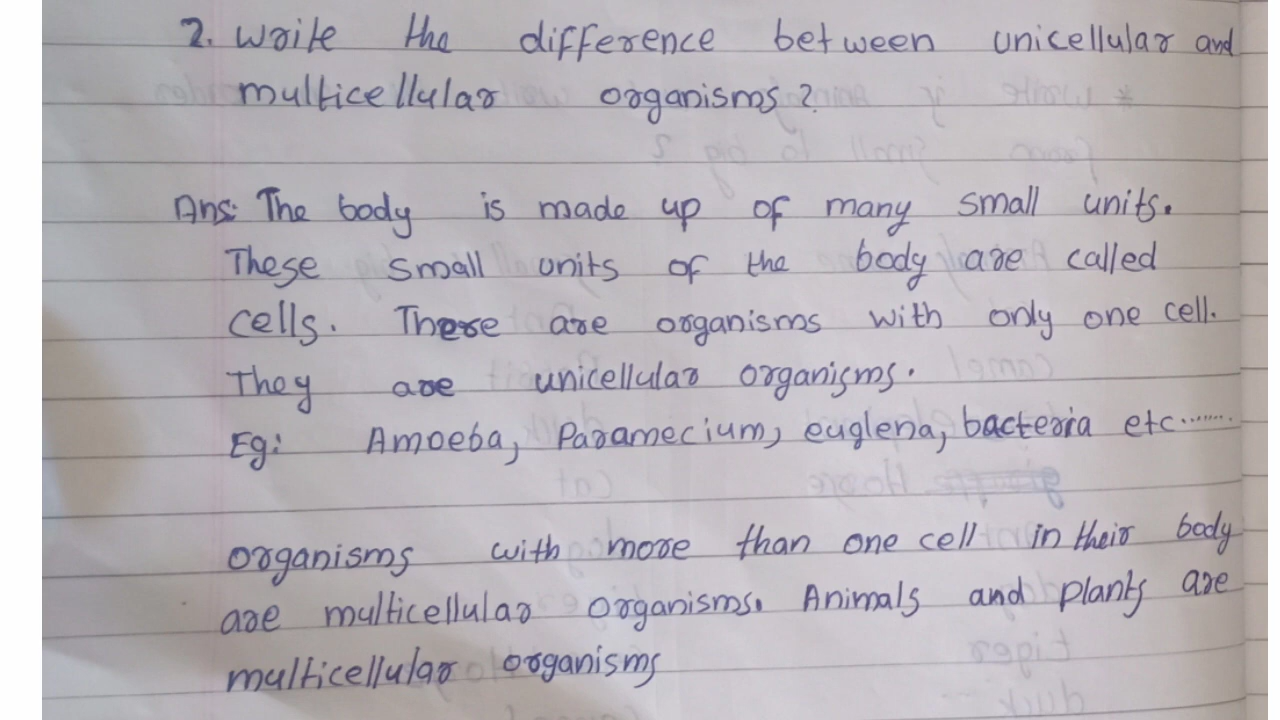 2. Write the difference between unicellular and
multicellular organisms?
Ans: The body is made up of many small units.
These small units of the body are called
cells. There are organisms with only one cell.
They are unicellular organisms.
Eg: Amoeba, Paramecium, euglena, bacteria etc.......
organisms with more than one cell in their body
are multicellular organisms. Animals and plants are
multicellular organisms